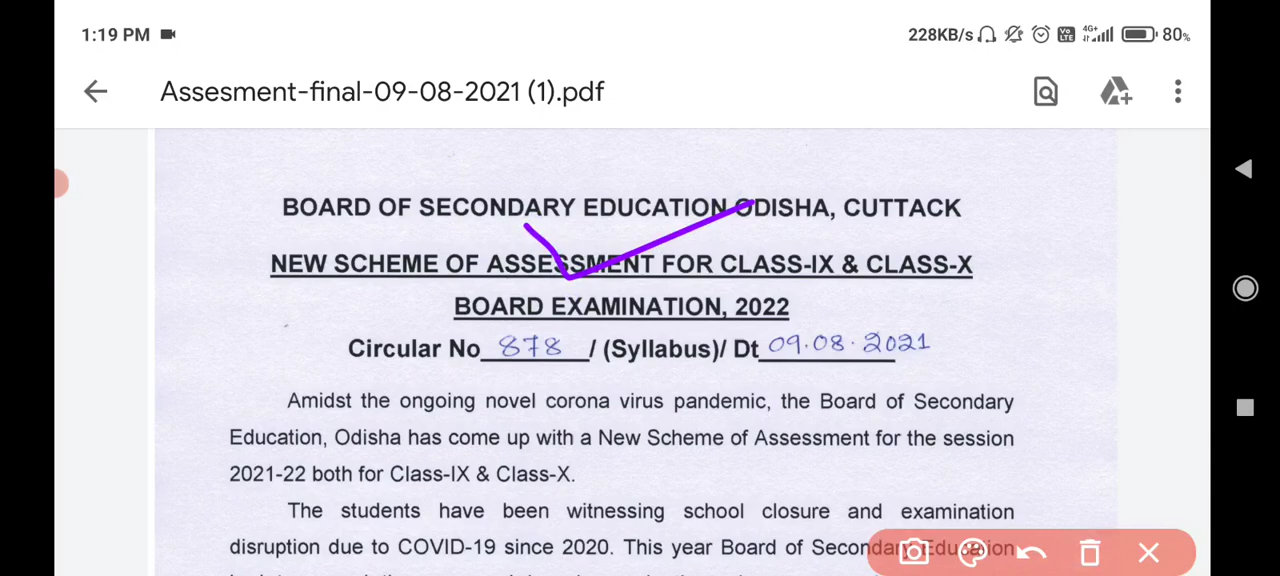 1:19 PM 228KB/s Vo LTE 4G+ 80%
Assesment-final-09-08-2021 (1).pdf
BOARD OF SECONDARY EDUCATION ODISHA, CUTTACK
NEW SCHEME OF ASSESSMENT FOR CLASS-IX & CLASS-X
BOARD EXAMINATION, 2022
Circular No 878 / (Syllabus)/ Dt 09.08.2021
Amidst the ongoing novel corona virus pandemic, the Board of Secondary
Education, Odisha has come up with a New Scheme of Assessment for the session
2021-22 both for Class-IX & Class-X.
The students have been witnessing school closure and examination
disruption due to COVID-19 since 2020. This year Board of Secondary Education